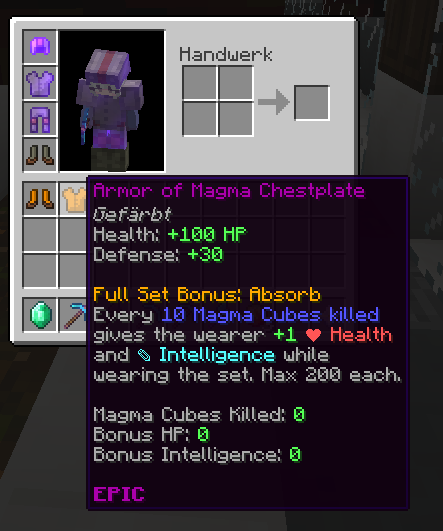 Handwerk
Armor of Magma Chestplate
Gefärbt
Health: +100 HP
Defense: +30
Full Set Bonus: Absorb
Every 10 Magma Cubes killed
gives the wearer +1 ❤ Health
and ✎ Intelligence while
wearing the set. Max 200 each.
Magma Cubes Killed: 0
Bonus HP: 0
Bonus Intelligence: 0
EPIC